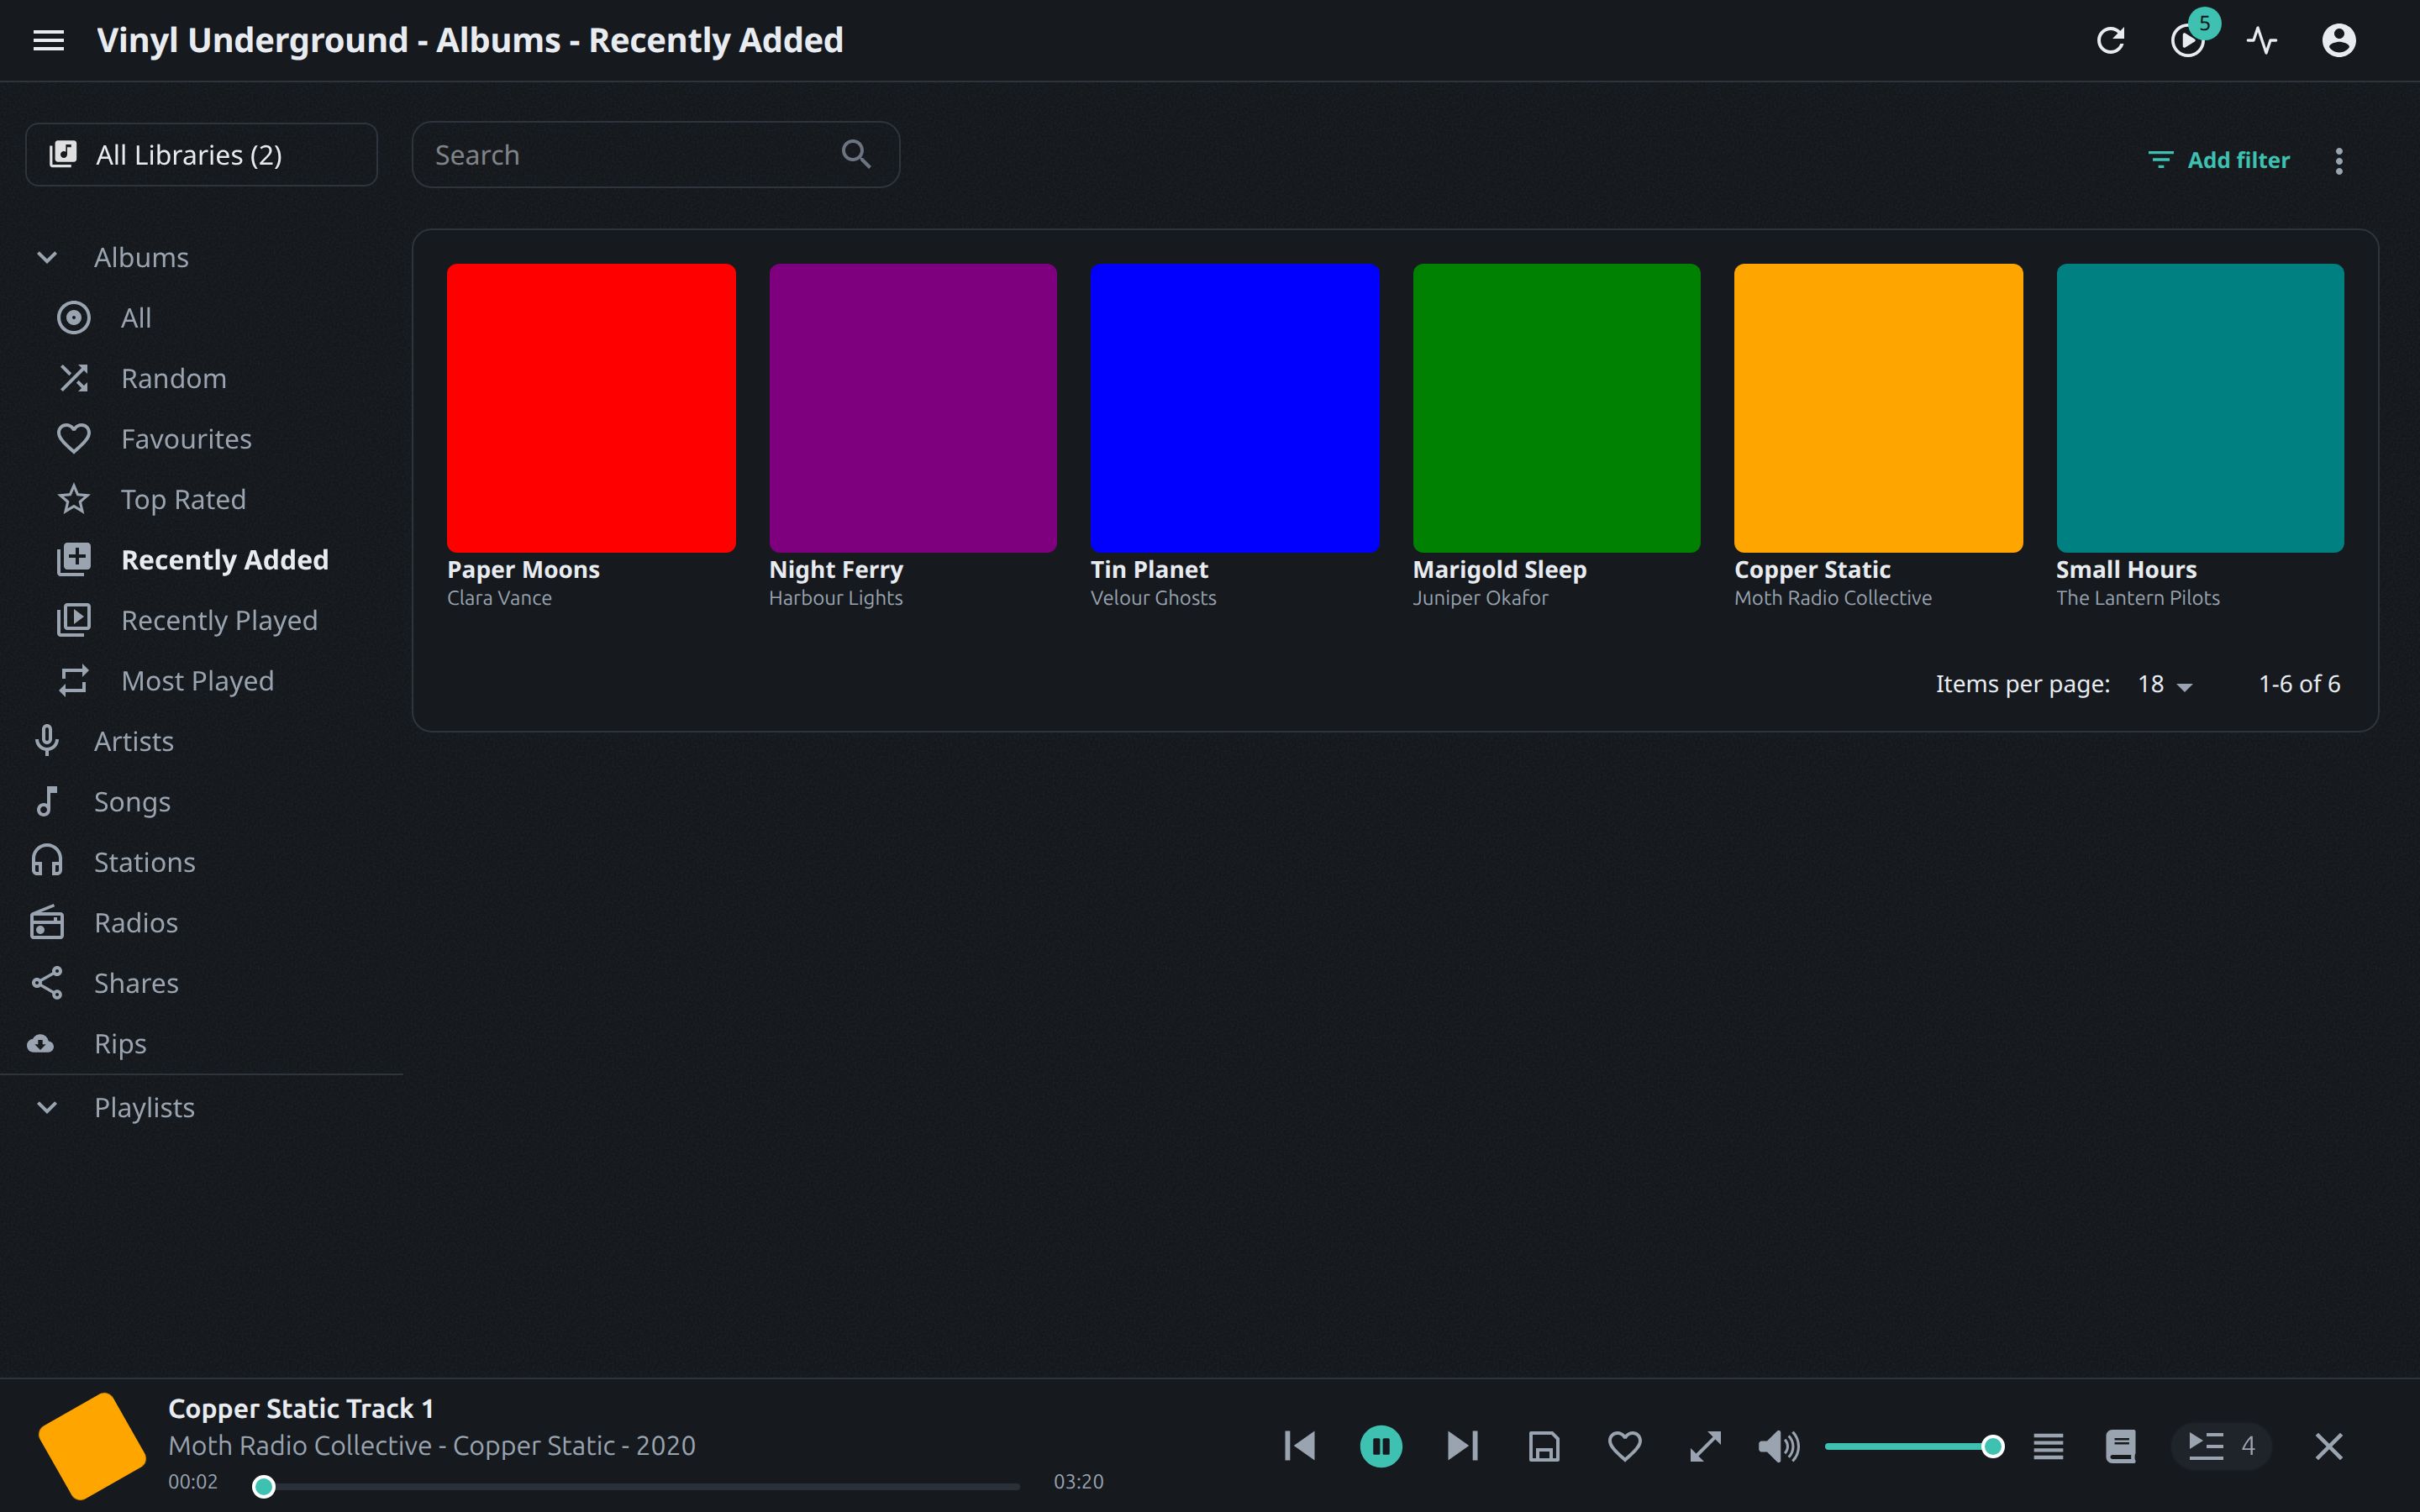 Vinyl Underground - Albums - Recently Added
5
All Libraries (2)
Search
Add filter
Albums
All
Random
Favourites
Top Rated
Recently Added
Recently Played
Most Played
Artists
Songs
Stations
Radios
Shares
Rips
Playlists
Paper Moons
Clara Vance
Night Ferry
Harbour Lights
Tin Planet
Velour Ghosts
Marigold Sleep
Juniper Okafor
Copper Static
Moth Radio Collective
Small Hours
The Lantern Pilots
Items per page: 18 1-6 of 6
Copper Static Track 1
Moth Radio Collective - Copper Static - 2020
00:02 03:20
4